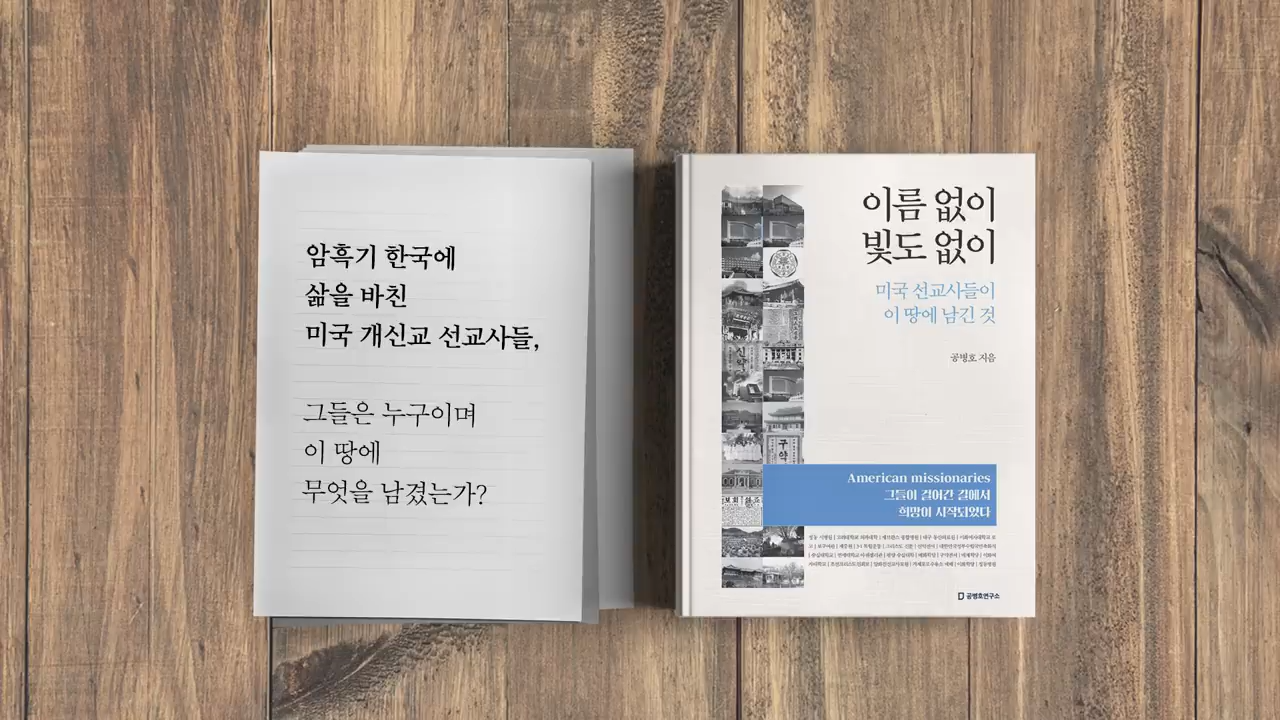 암흑기 한국에
삶을 바친
미국 개신교 선교사들,
그들은 누구이며
이 땅에
무엇을 남겼는가?
이름 없이
빛도 없이
미국 선교사들이
이 땅에 남긴 것
공병호 지음
구약
American missionaries
그들이 걸어간 길에서
희망이 시작되었다
공병호연구소